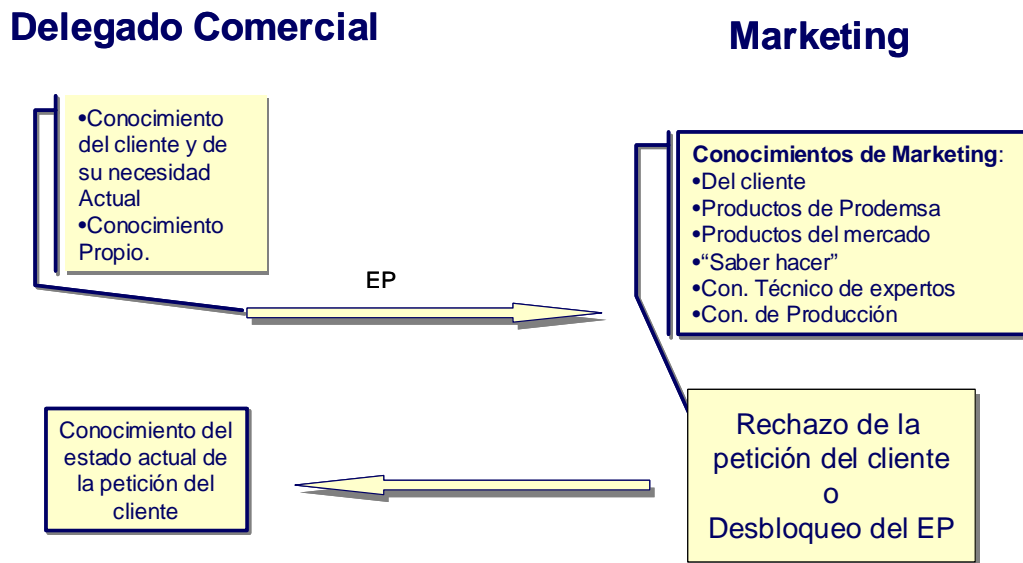 Delegado Comercial
Marketing
•Conocimiento
del cliente y de
su necesidad
Actual
•Conocimiento
Propio.
EP
Conocimientos de Marketing:
•Del cliente
•Productos de Prodemsa
•Productos del mercado
•“Saber hacer”
•Con. Técnico de expertos
•Con. de Producción
Conocimiento del
estado actual de
la petición del
cliente
Rechazo de la
petición del cliente
o
Desbloqueo del EP